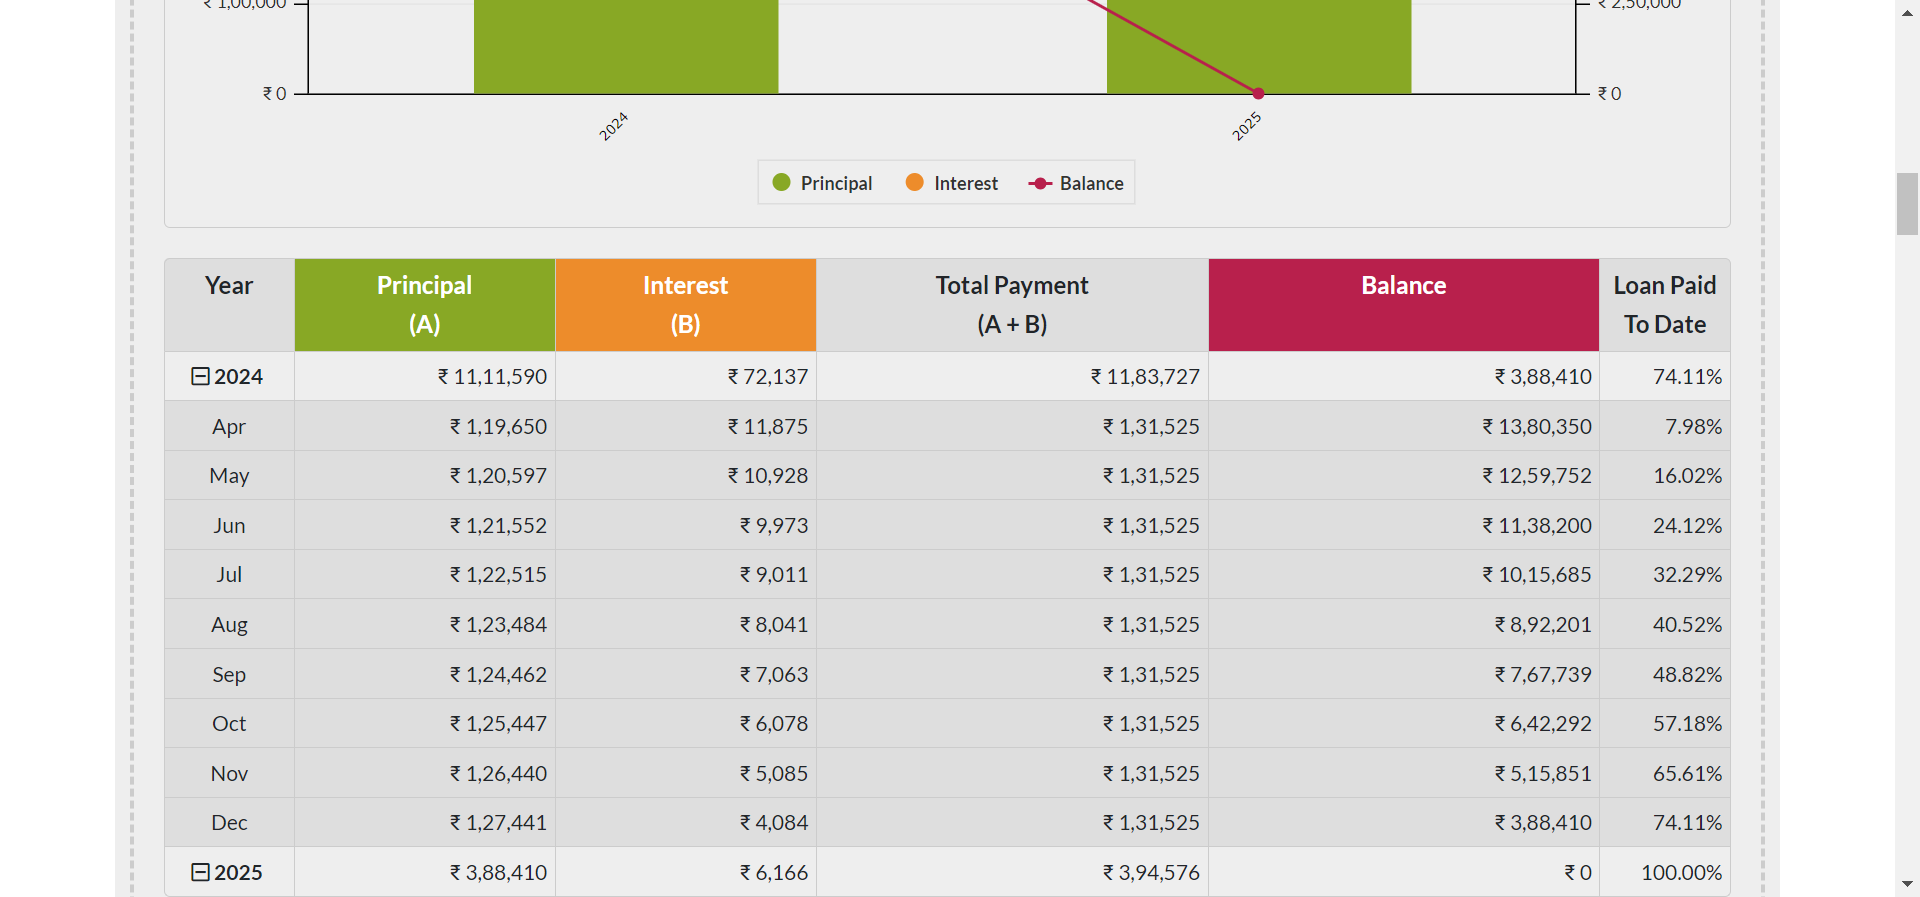 ₹ 1,00,000 ₹ 2,50,000
₹ 0 ₹ 0
2024 2025
Principal Interest Balance
Year Principal Interest Total Payment Balance Loan Paid
(A) (B) (A + B) To Date
2024 ₹ 11,11,590 ₹ 72,137 ₹ 11,83,727 ₹ 3,88,410 74.11%
Apr ₹ 1,19,650 ₹ 11,875 ₹ 1,31,525 ₹ 13,80,350 7.98%
May ₹ 1,20,597 ₹ 10,928 ₹ 1,31,525 ₹ 12,59,752 16.02%
Jun ₹ 1,21,552 ₹ 9,973 ₹ 1,31,525 ₹ 11,38,200 24.12%
Jul ₹ 1,22,515 ₹ 9,011 ₹ 1,31,525 ₹ 10,15,685 32.29%
Aug ₹ 1,23,484 ₹ 8,041 ₹ 1,31,525 ₹ 8,92,201 40.52%
Sep ₹ 1,24,462 ₹ 7,063 ₹ 1,31,525 ₹ 7,67,739 48.82%
Oct ₹ 1,25,447 ₹ 6,078 ₹ 1,31,525 ₹ 6,42,292 57.18%
Nov ₹ 1,26,440 ₹ 5,085 ₹ 1,31,525 ₹ 5,15,851 65.61%
Dec ₹ 1,27,441 ₹ 4,084 ₹ 1,31,525 ₹ 3,88,410 74.11%
2025 ₹ 3,88,410 ₹ 6,166 ₹ 3,94,576 ₹ 0 100.00%